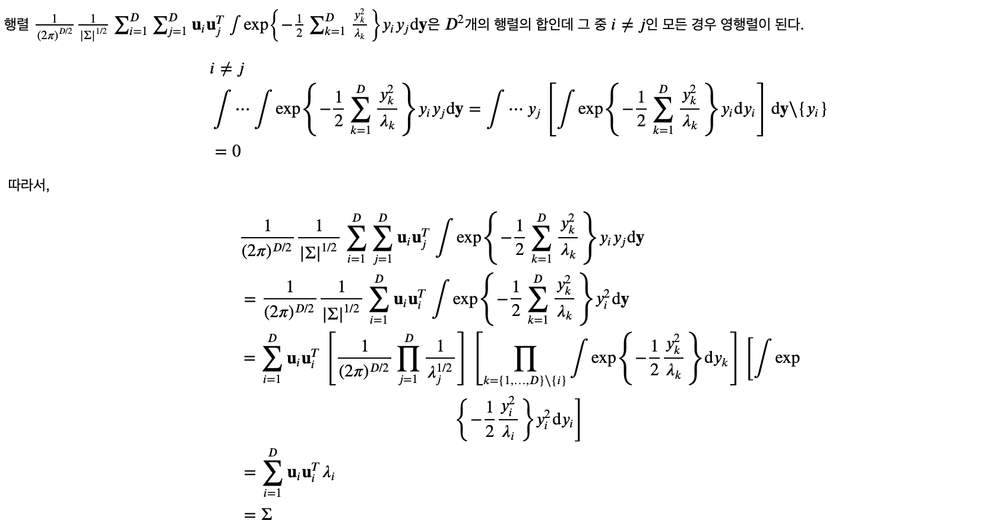 행렬 $\frac{1}{(2\pi)^{D/2}} \frac{1}{|\Sigma|^{1/2}} \sum_{i=1}^{D} \sum_{j=1}^{D} \mathbf{u}_i \mathbf{u}_j^T \int \exp\left\{-\frac{1}{2} \sum_{k=1}^{D} \frac{y_k^2}{\lambda_k}\right\} y_i y_j \mathrm{d}\mathbf{y}$은 $D^2$개의 행렬의 합인데 그 중 $i \neq j$인 모든 경우 영행렬이 된다.
$i \neq j$
$\int \cdots \int \exp\left\{-\frac{1}{2} \sum_{k=1}^{D} \frac{y_k^2}{\lambda_k}\right\} y_i y_j \mathrm{d}\mathbf{y} = \int \cdots y_j \left[\int \exp\left\{-\frac{1}{2} \sum_{k=1}^{D} \frac{y_k^2}{\lambda_k}\right\} y_i \mathrm{d}y_i\right] \mathrm{d}\mathbf{y} \backslash \{y_i\}$
$= 0$
따라서,
$\frac{1}{(2\pi)^{D/2}} \frac{1}{|\Sigma|^{1/2}} \sum_{i=1}^{D} \sum_{j=1}^{D} \mathbf{u}_i \mathbf{u}_j^T \int \exp\left\{-\frac{1}{2} \sum_{k=1}^{D} \frac{y_k^2}{\lambda_k}\right\} y_i y_j \mathrm{d}\mathbf{y}$
$= \frac{1}{(2\pi)^{D/2}} \frac{1}{|\Sigma|^{1/2}} \sum_{i=1}^{D} \mathbf{u}_i \mathbf{u}_i^T \int \exp\left\{-\frac{1}{2} \sum_{k=1}^{D} \frac{y_k^2}{\lambda_k}\right\} y_i^2 \mathrm{d}\mathbf{y}$
$= \sum_{i=1}^{D} \mathbf{u}_i \mathbf{u}_i^T \left[\frac{1}{(2\pi)^{D/2}} \prod_{j=1}^{D} \frac{1}{\lambda_j^{1/2}}\right] \left[\prod_{k=\{1,\ldots,D\} \backslash \{i\}} \int \exp\left\{-\frac{1}{2} \frac{y_k^2}{\lambda_k}\right\} \mathrm{d}y_k\right] \left[\int \exp\right.$
$\left.\left\{-\frac{1}{2} \frac{y_i^2}{\lambda_i}\right\} y_i^2 \mathrm{d}y_i\right]$
$= \sum_{i=1}^{D} \mathbf{u}_i \mathbf{u}_i^T \lambda_i$
$= \Sigma$